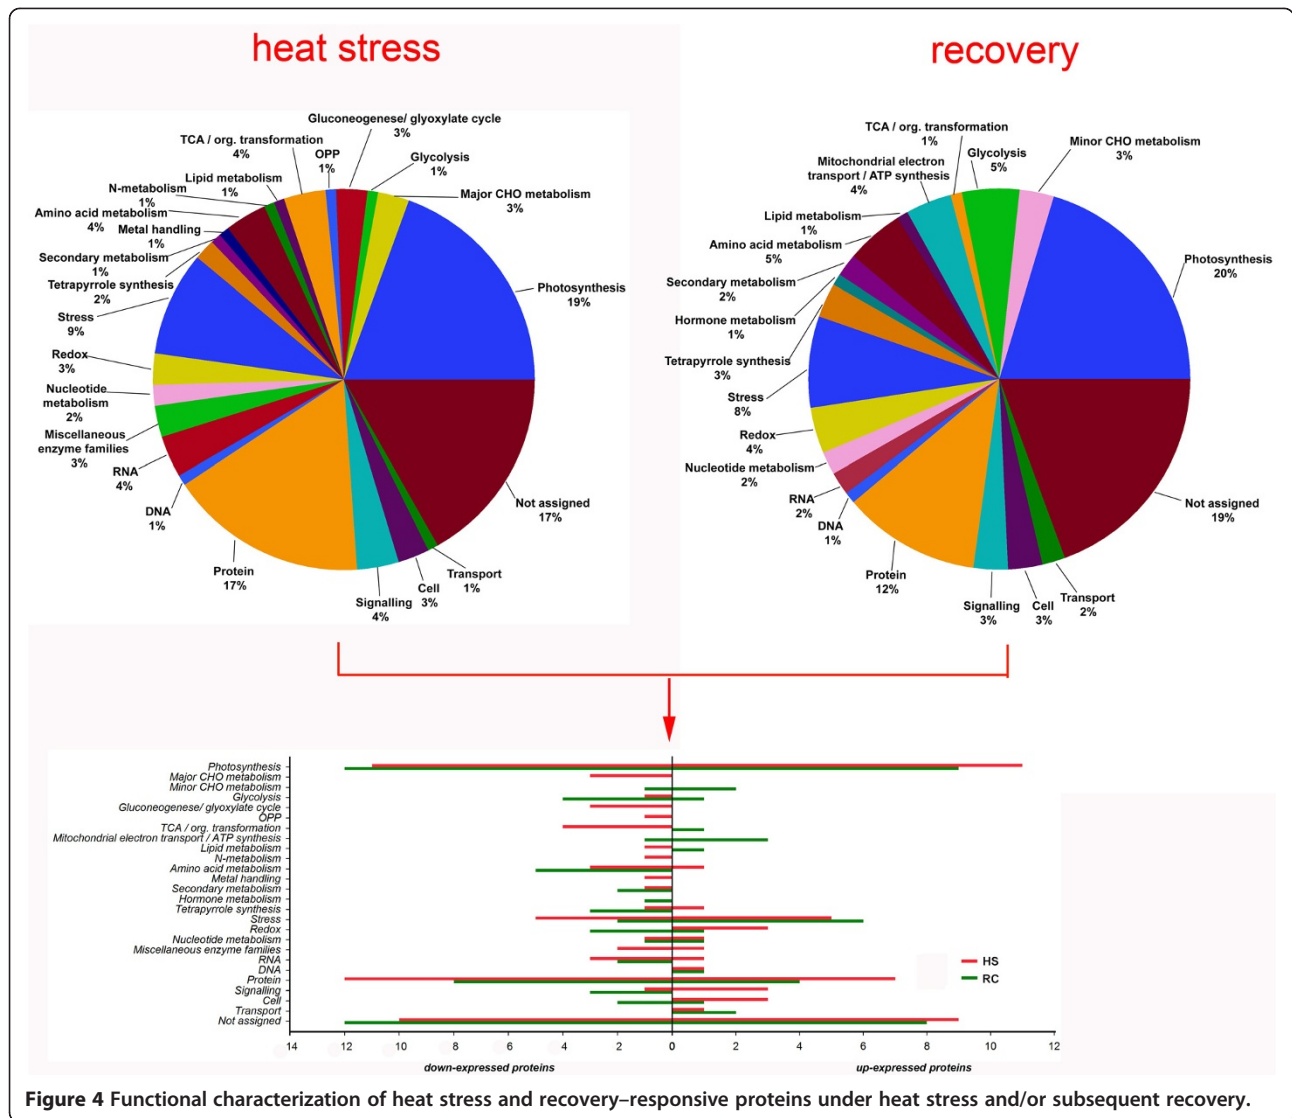 heat stress
recovery
Gluconeogenese/ glyoxylate cycle
3%
TCA / org. transformation
4%
OPP
1%
Glycolysis
1%
Lipid metabolism
1%
N-metabolism
1%
Major CHO metabolism
3%
Amino acid metabolism
4%
Metal handling
1%
Secondary metabolism
1%
Tetrapyrrole synthesis
2%
Photosynthesis
19%
Stress
9%
Redox
3%
Nucleotide
metabolism
2%
Miscellaneous
enzyme families
3%
RNA
4%
DNA
1%
Protein
17%
Signalling
4%
Cell
3%
Transport
1%
Not assigned
17%
TCA / org. transformation
1%
Glycolysis
5%
Minor CHO metabolism
3%
Mitochondrial electron
transport / ATP synthesis
4%
Lipid metabolism
1%
Amino acid metabolism
5%
Secondary metabolism
2%
Hormone metabolism
1%
Tetrapyrrole synthesis
3%
Photosynthesis
20%
Stress
8%
Redox
4%
Nucleotide metabolism
2%
RNA
2%
DNA
1%
Protein
12%
Signalling
3%
Cell
3%
Transport
2%
Not assigned
19%
Photosynthesis
Major CHO metabolism
Minor CHO metabolism
Glycolysis
Gluconeogenese/ glyoxylate cycle
OPP
TCA / org. transformation
Mitochondrial electron transport / ATP synthesis
Lipid metabolism
N-metabolism
Amino acid metabolism
Metal handling
Secondary metabolism
Hormone metabolism
Tetrapyrrole synthesis
Stress
Redox
Nucleotide metabolism
Miscellaneous enzyme families
RNA
DNA
Protein
Signalling
Cell
Transport
Not assigned
HS
RC
14 12 10 8 6 4 2 0 2 4 6 8 10 12
down-expressed proteins up-expressed proteins
Figure 4 Functional characterization of heat stress and recovery–responsive proteins under heat stress and/or subsequent recovery.